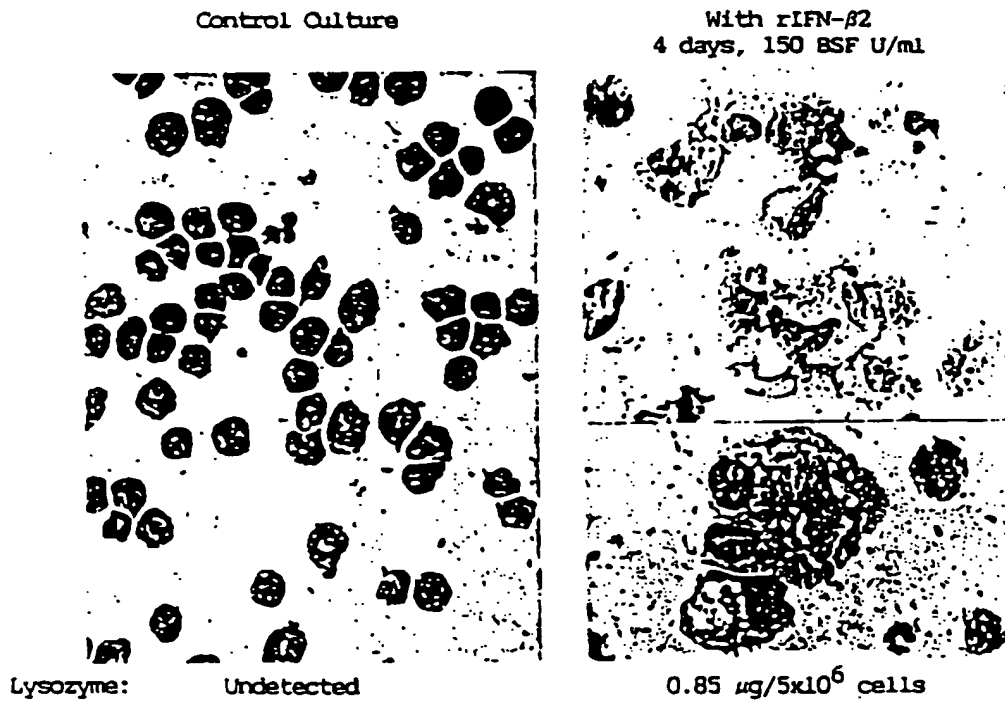 Control Culture
With rIFN-β2
4 days, 150 BSF U/ml
Lysozyme: Undetected
0.85 µg/5x10⁶ cells